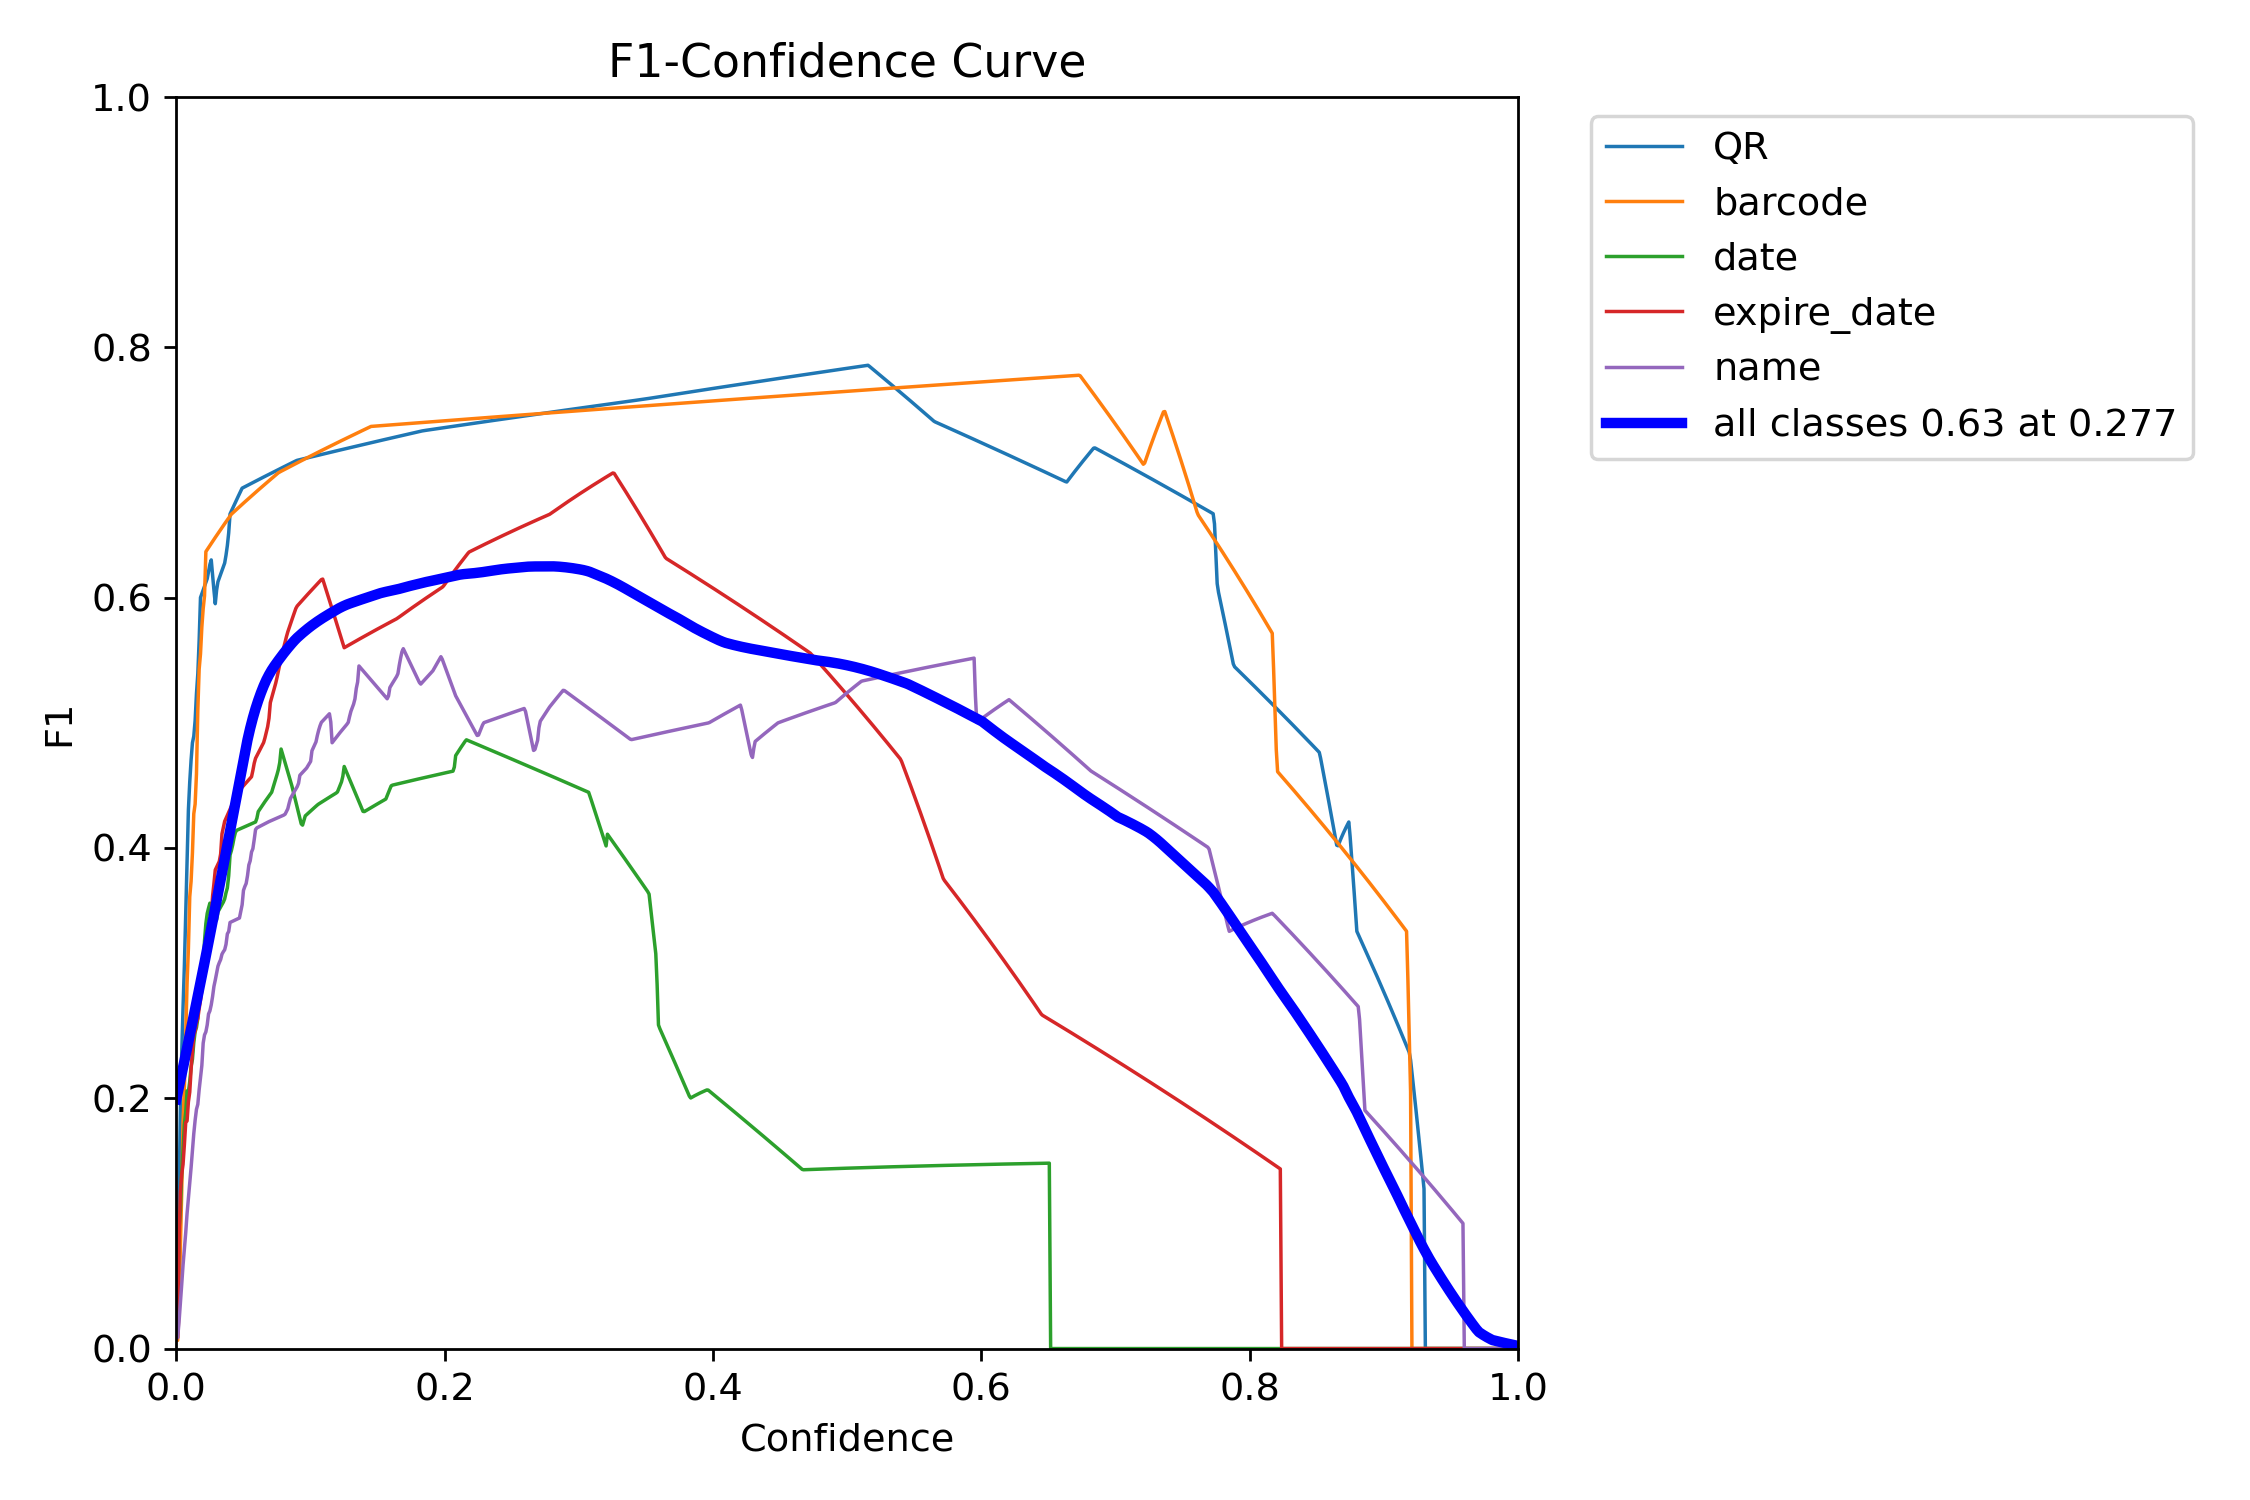 F1-Confidence Curve
1.0
0.8
0.6
0.4
0.2
0.0
F1
0.0 0.2 0.4 0.6 0.8 1.0
Confidence
QR
barcode
date
expire_date
name
all classes 0.63 at 0.277